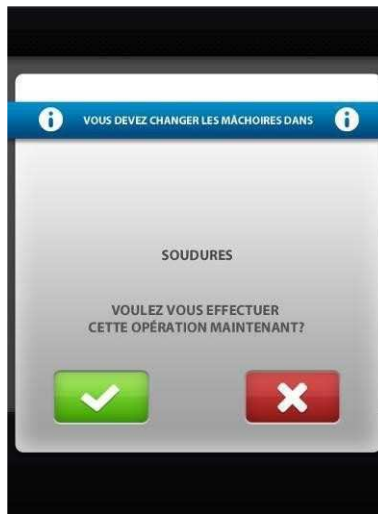 VOUS DEVEZ CHANGER LES MÂCHOIRES DANS
SOUDURES
VOULEZ VOUS EFFECTUER
CETTE OPÉRATION MAINTENANT?